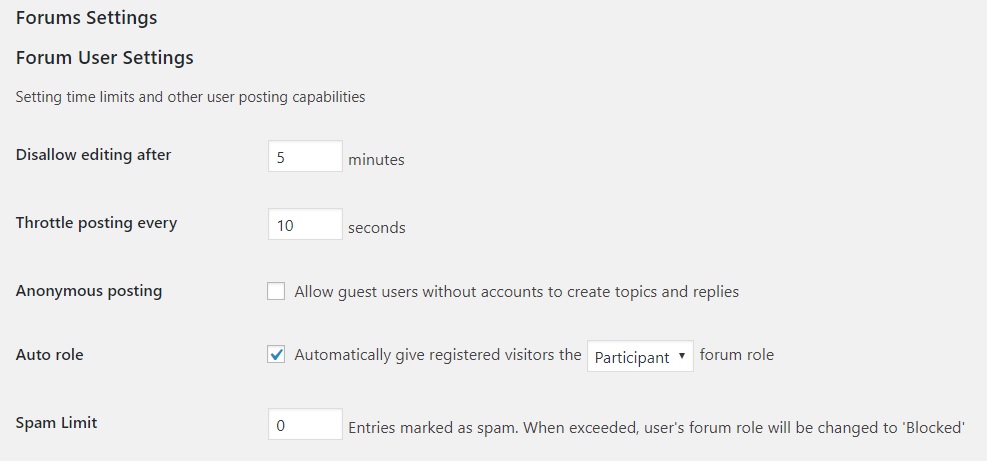 Forums Settings
Forum User Settings
Setting time limits and other user posting capabilities
Disallow editing after 5 minutes
Throttle posting every 10 seconds
Anonymous posting Allow guest users without accounts to create topics and replies
Auto role Automatically give registered visitors the Participant forum role
Spam Limit 0 Entries marked as spam. When exceeded, user's forum role will be changed to 'Blocked'